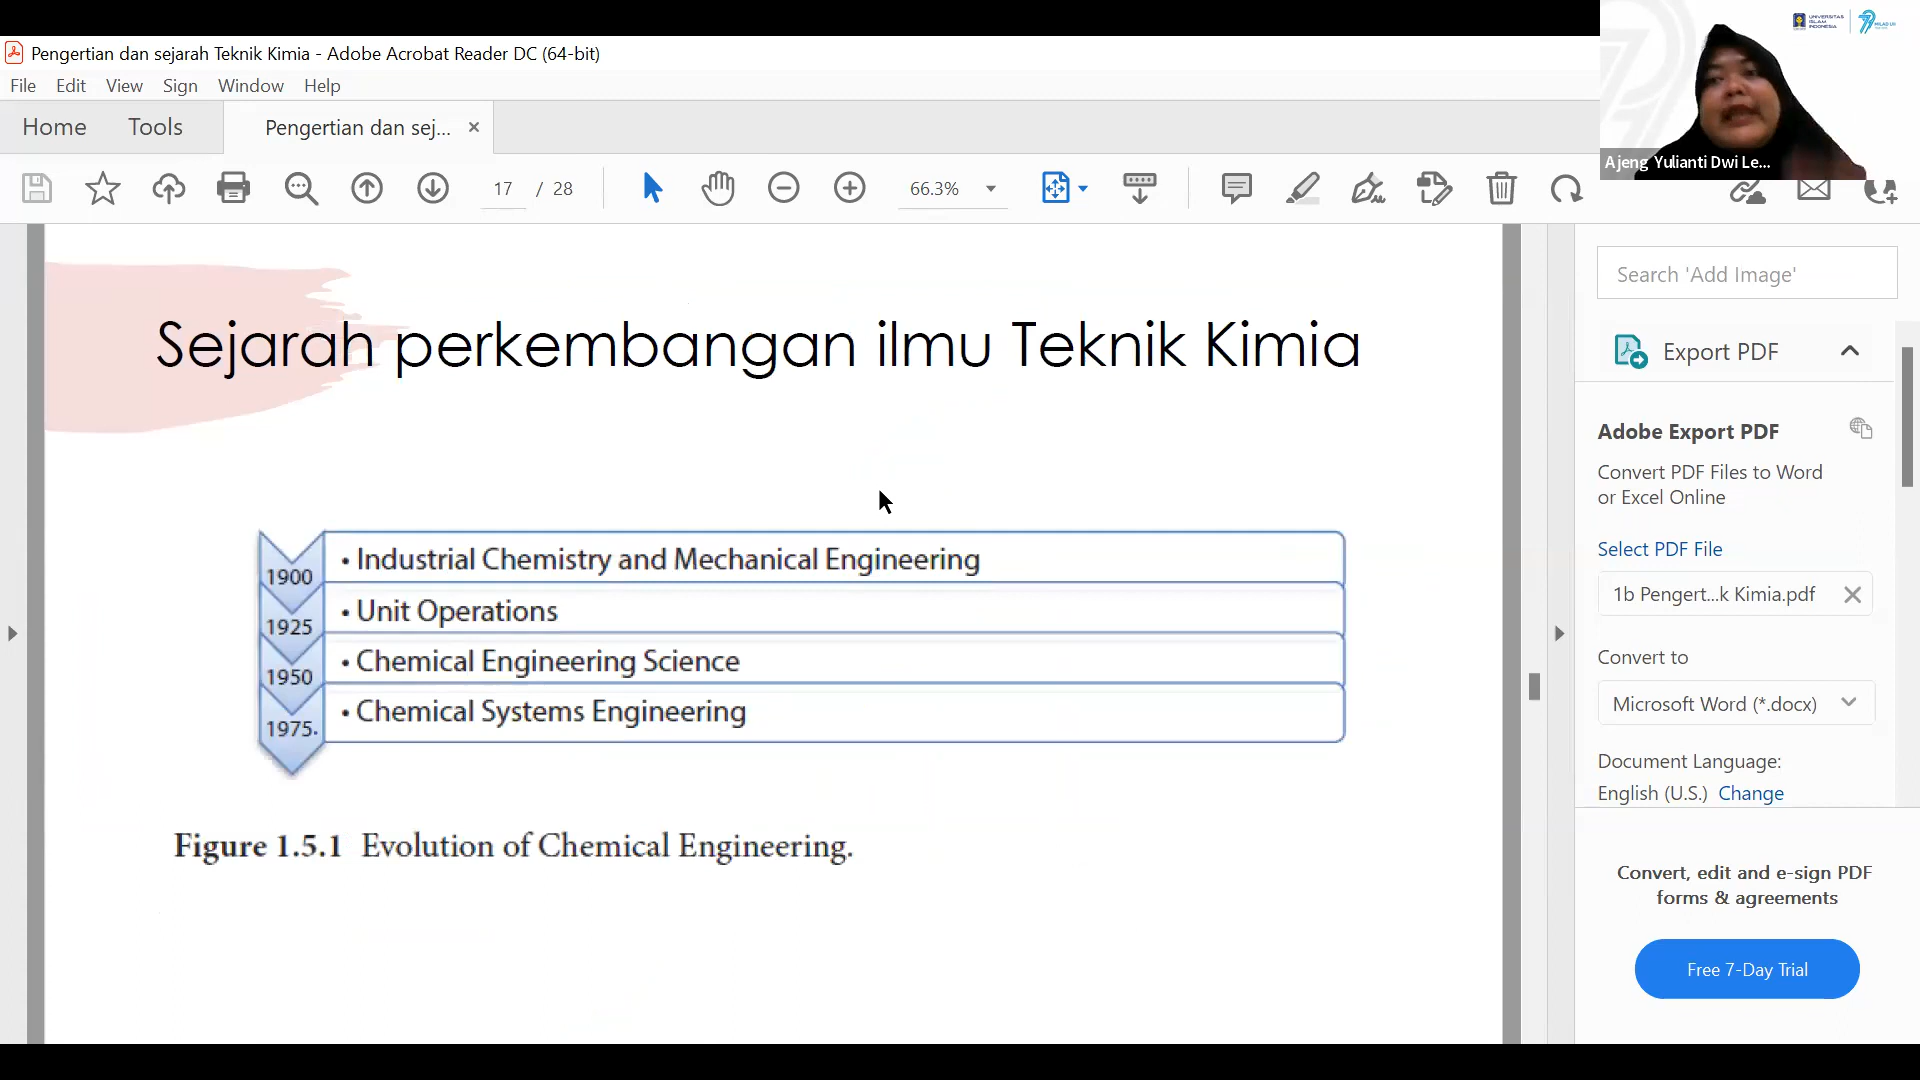 Pengertian dan sejarah Teknik Kimia - Adobe Acrobat Reader DC (64-bit)
File Edit View Sign Window Help
Home Tools Pengertian dan sej... ×
17 / 28 66.3%
UNIVERSITAS
ISLAM
INDONESIA
Ajeng Yulianti Dwi Le...
Sejarah perkembangan ilmu Teknik Kimia
1900 • Industrial Chemistry and Mechanical Engineering
1925 • Unit Operations
1950 • Chemical Engineering Science
1975. • Chemical Systems Engineering
Figure 1.5.1 Evolution of Chemical Engineering.
Search 'Add Image'
Export PDF
Adobe Export PDF
Convert PDF Files to Word
or Excel Online
Select PDF File
1b Pengert...k Kimia.pdf
Convert to
Microsoft Word (*.docx)
Document Language:
English (U.S.) Change
Convert, edit and e-sign PDF
forms & agreements
Free 7-Day Trial